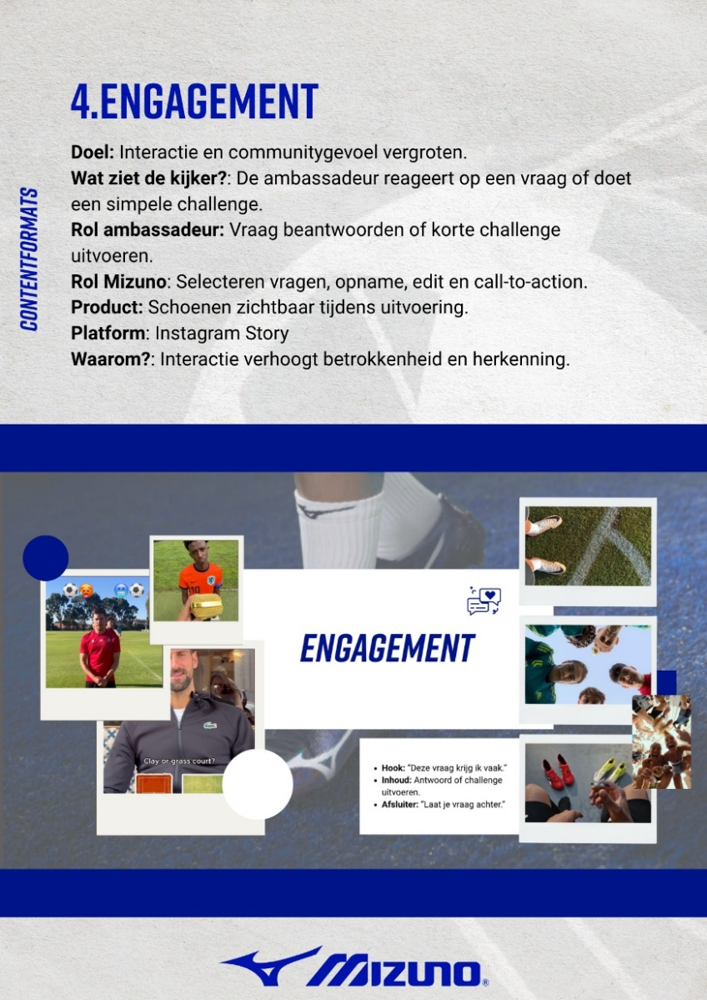 4.ENGAGEMENT
Doel: Interactie en communitygevoel vergroten.
Wat ziet de kijker?: De ambassadeur reageert op een vraag of doet
een simpele challenge.
Rol ambassadeur: Vraag beantwoorden of korte challenge
uitvoeren.
Rol Mizuno: Selecteren vragen, opname, edit en call-to-action.
Product: Schoenen zichtbaar tijdens uitvoering.
Platform: Instagram Story
Waarom?: Interactie verhoogt betrokkenheid en herkenning.
CONTENTFORMATS
ENGAGEMENT
Clay or grass court?
• Hook: “Deze vraag krijg ik vaak.”
• Inhoud: Antwoord of challenge
uitvoeren.
• Afsluiter: “Laat je vraag achter.”
MIZUNO®